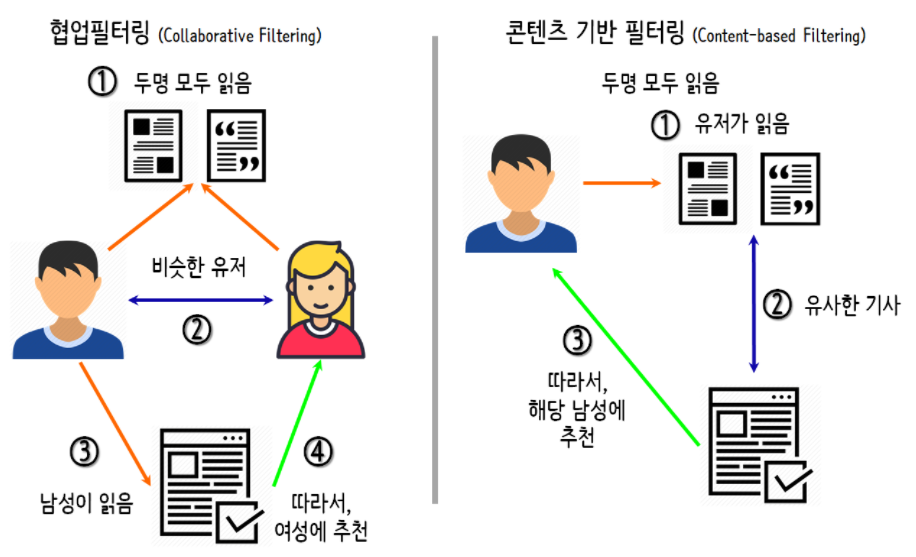 협업필터링 (Collaborative Filtering)
① 두명 모두 읽음
비슷한 유저
②
③
남성이 읽음
④
따라서,
여성에 추천
콘텐츠 기반 필터링 (Content-based Filtering)
두명 모두 읽음
① 유저가 읽음
② 유사한 기사
③
따라서,
해당 남성에
추천